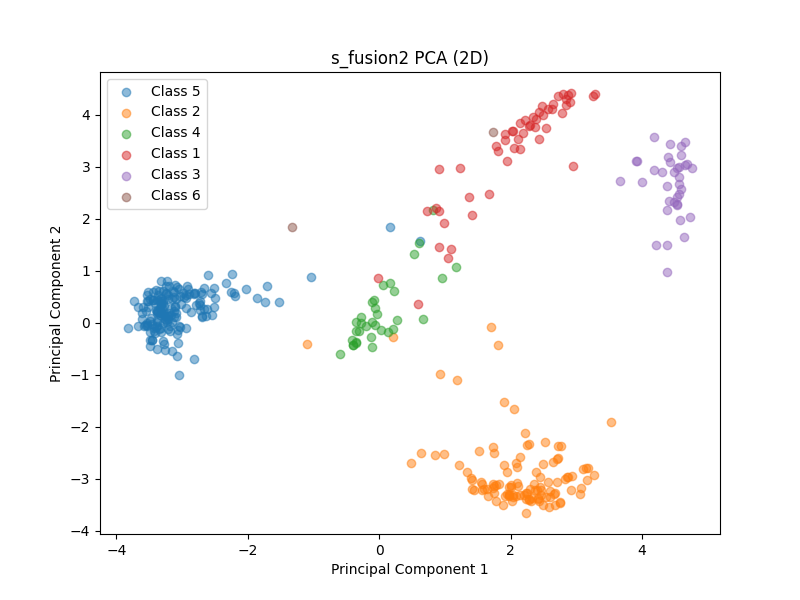 s_fusion2 PCA (2D)
Class 5
Class 2
Class 4
Class 1
Class 3
Class 6
Principal Component 2
4
3
2
1
0
−1
−2
−3
−4
−4
−2
0
2
4
Principal Component 1